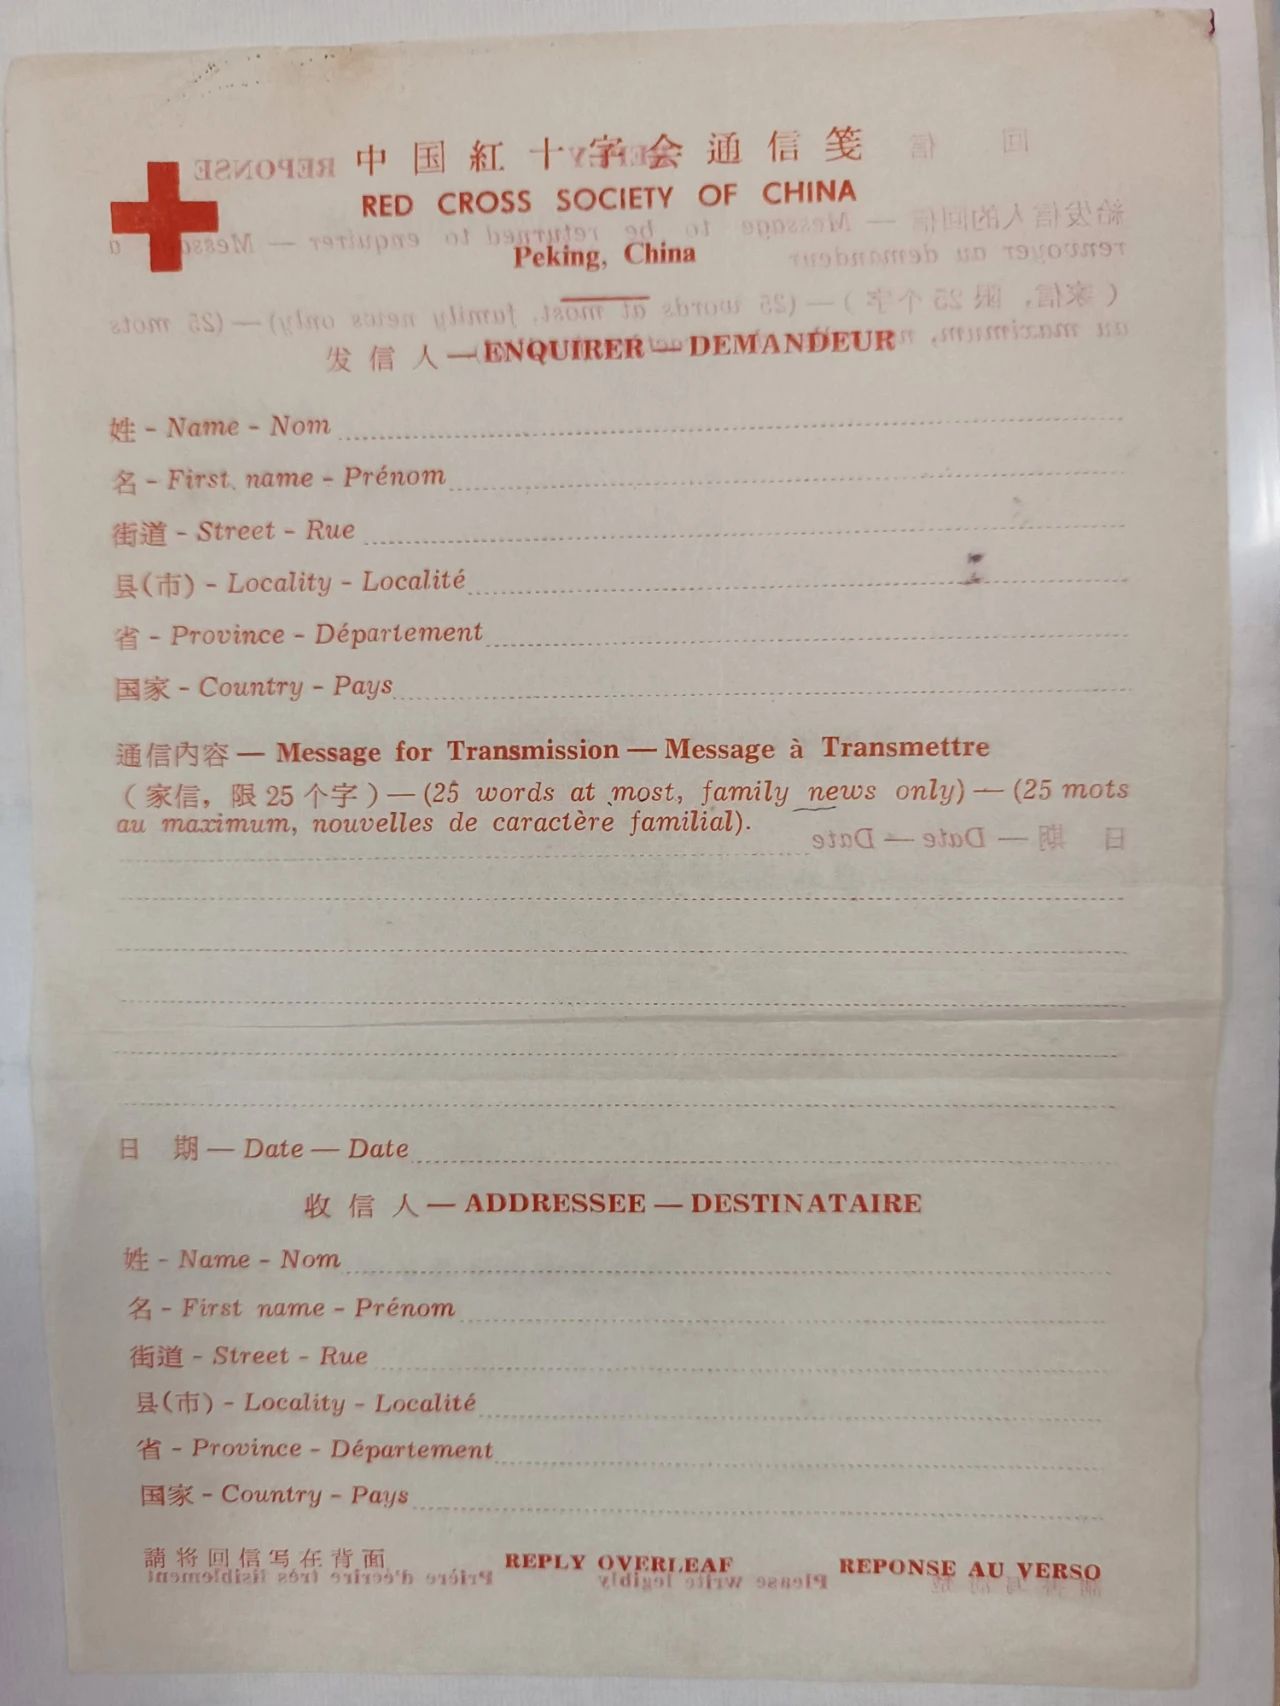 中国紅十字会通信笺
RED CROSS SOCIETY OF CHINA
Peking, China
发信人 — ENQUIRER — DEMANDEUR
姓 - Name - Nom
名 - First name - Prénom
街道 - Street - Rue
县(市) - Locality - Localité
省 - Province - Département
国家 - Country - Pays
通信内容 — Message for Transmission — Message à Transmettre
(家信，限25个字) — (25 words at most, family news only) — (25 mots
au maximum, nouvelles de caractère familial).
日 期 — Date — Date
收信人 — ADDRESSEE — DESTINATAIRE
姓 - Name - Nom
名 - First name - Prénom
街道 - Street - Rue
县(市) - Locality - Localité
省 - Province - Département
国家 - Country - Pays
請将回信写在背面 REPLY OVERLEAF REPONSE AU VERSO